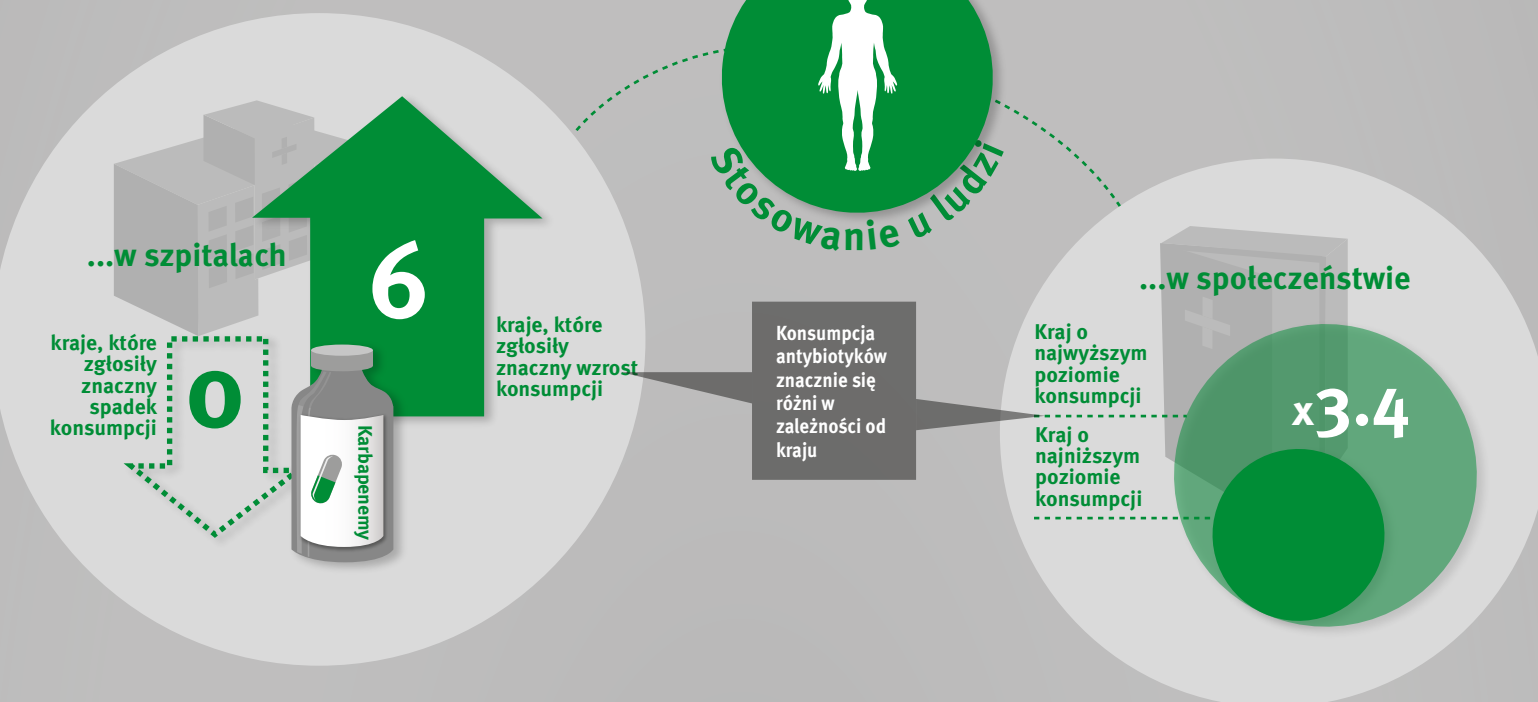 Stosowanie u ludzi
...w szpitalach
6
kraje, które
zgłosiły
znaczny wzrost
konsumpcji
kraje, które
zgłosiły
znaczny
spadek
konsumpcji
0
Karbapenemy
Konsumpcja
antybiotyków
znacznie się
różni w
zależności od
kraju
...w społeczeństwie
Kraj o
najwyższym
poziomie
konsumpcji
x3.4
Kraj o
najniższym
poziomie
konsumpcji